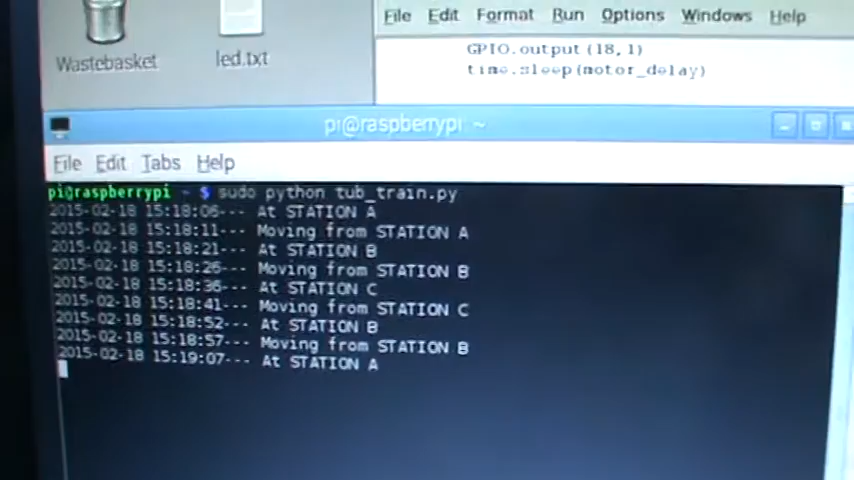 File Edit Format Run Options Windows Help
Wastebasket
led.txt
GPIO.output(18,1)
time.sleep(motor_delay)
pi@raspberrypi: ~
File Edit Tabs Help
pi@raspberrypi ~ $ sudo python tub_train.py
2015-02-18 15:18:06--- At STATION A
2015-02-18 15:18:11--- Moving from STATION A
2015-02-18 15:18:21--- At STATION B
2015-02-18 15:18:26--- Moving from STATION B
2015-02-18 15:18:36--- At STATION C
2015-02-18 15:18:41--- Moving from STATION C
2015-02-18 15:18:52--- At STATION B
2015-02-18 15:18:57--- Moving from STATION B
2015-02-18 15:19:07--- At STATION A